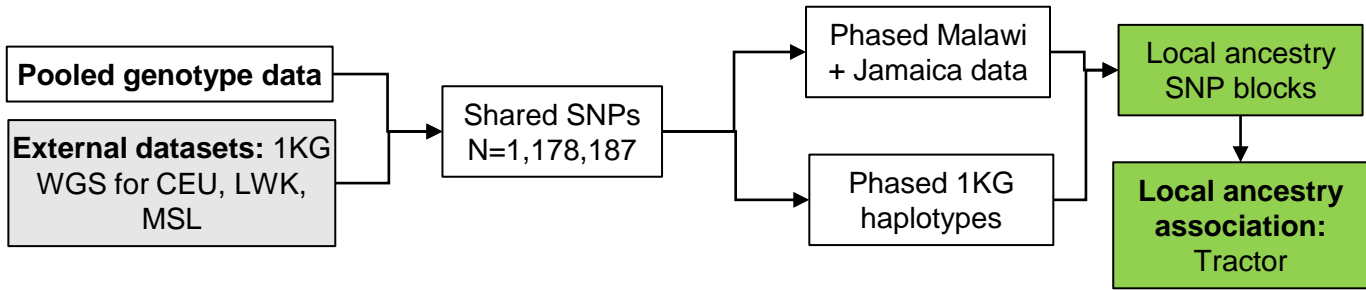 Pooled genotype data
External datasets: 1KG
WGS for CEU, LWK,
MSL
Shared SNPs
N=1,178,187
Phased Malawi
+ Jamaica data
Phased 1KG
haplotypes
Local ancestry
SNP blocks
Local ancestry
association:
Tractor